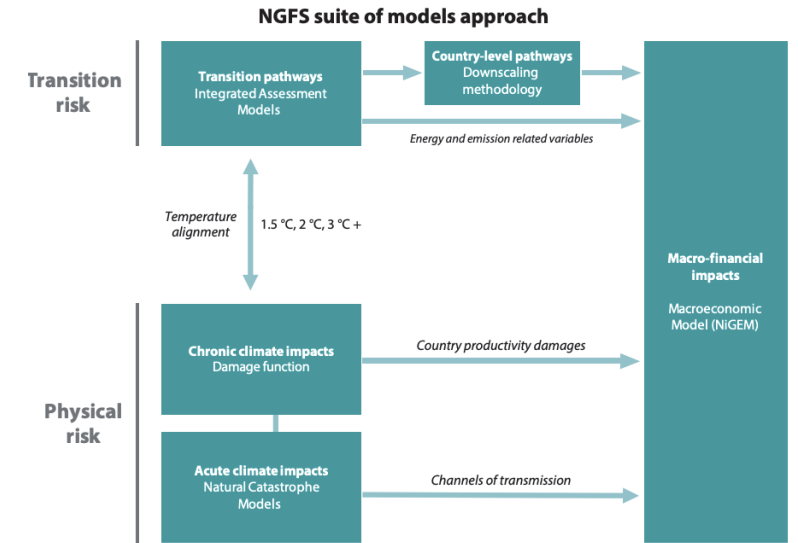 NGFS suite of models approach
Transition
risk
Transition pathways
Integrated Assessment
Models
Country-level pathways
Downscaling
methodology
Energy and emission related variables
Temperature
alignment
1.5 °C, 2 °C, 3 °C +
Macro-financial
impacts
Macroeconomic
Model (NiGEM)
Physical
risk
Chronic climate impacts
Damage function
Country productivity damages
Acute climate impacts
Natural Catastrophe
Models
Channels of transmission